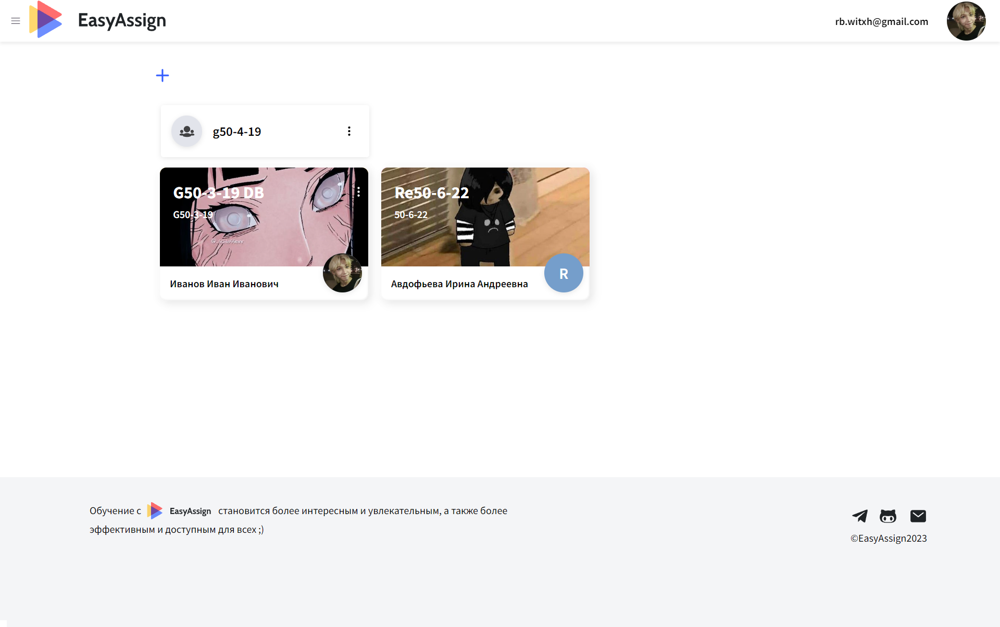 EasyAssign
rb.witxh@gmail.com
g50-4-19
G50-3-19 DB
G50-3-19
@_schlosseinr
Иванов Иван Иванович
Re50-6-22
50-6-22
R
Авдофьева Ирина Андреевна
Обучение с EasyAssign становится более интересным и увлекательным, а также более
эффективным и доступным для всех ;)
©EasyAssign2023